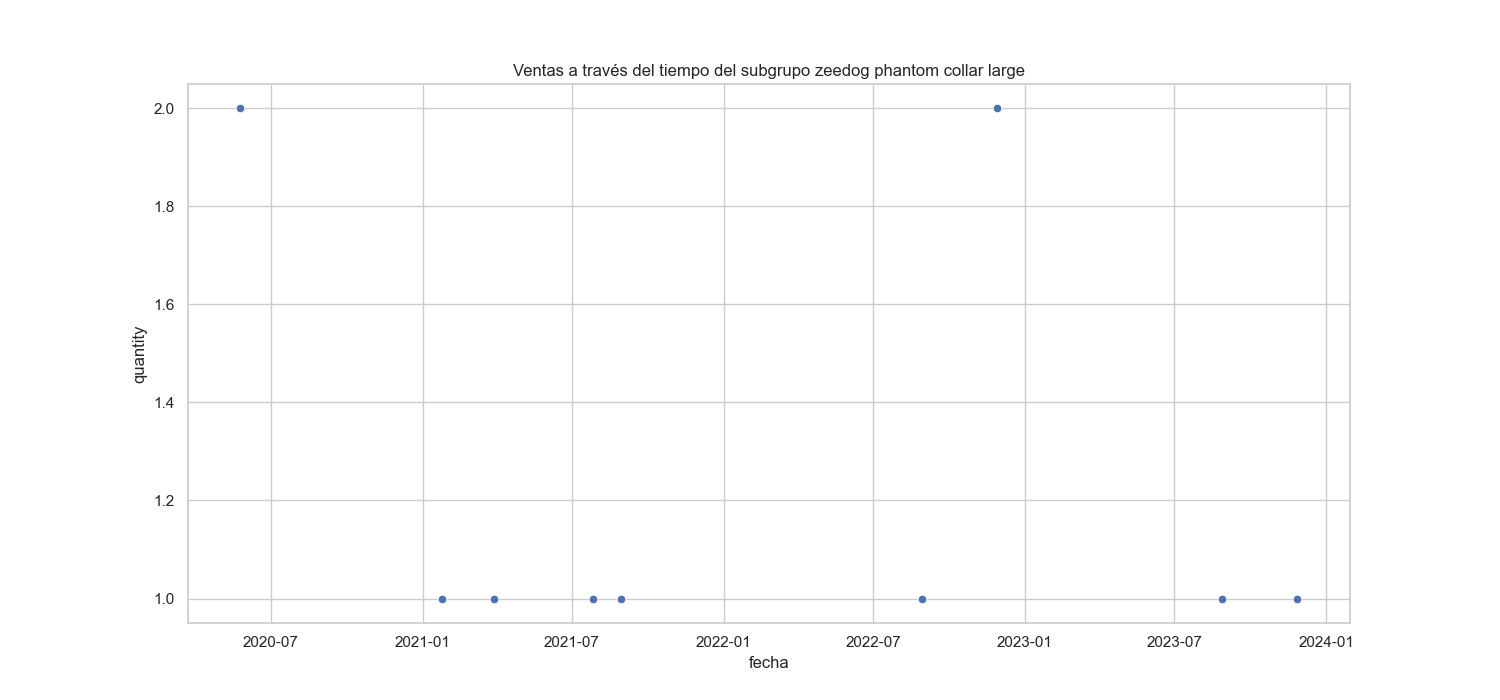 Ventas a través del tiempo del subgrupo zeedog phantom collar large
2.0
1.8
1.6
1.4
1.2
1.0
quantity
2020-07 2021-01 2021-07 2022-01 2022-07 2023-01 2023-07 2024-01
fecha